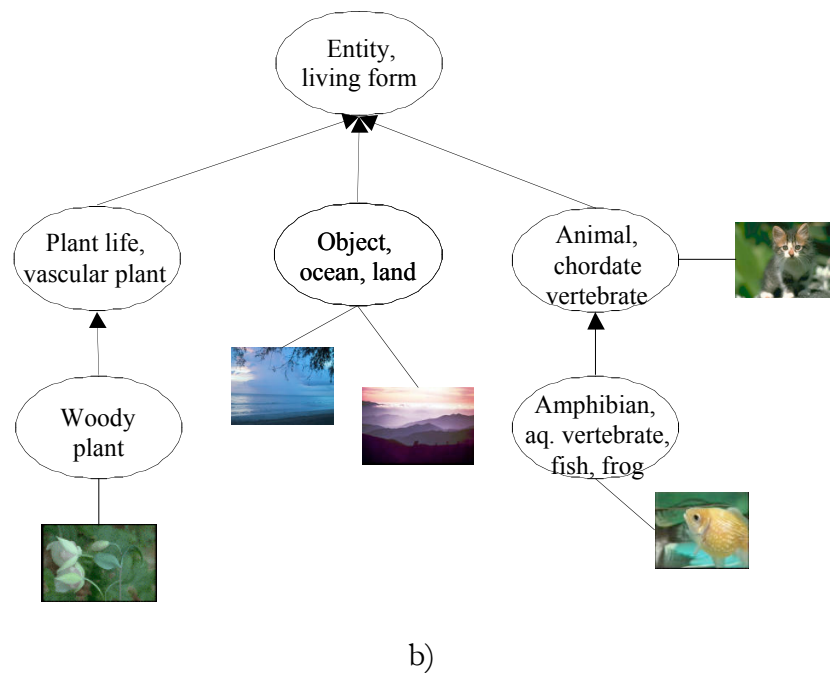 Entity,
living form
Plant life,
vascular plant
Object,
ocean, land
Animal,
chordate
vertebrate
Woody
plant
Amphibian,
aq. vertebrate,
fish, frog
b)